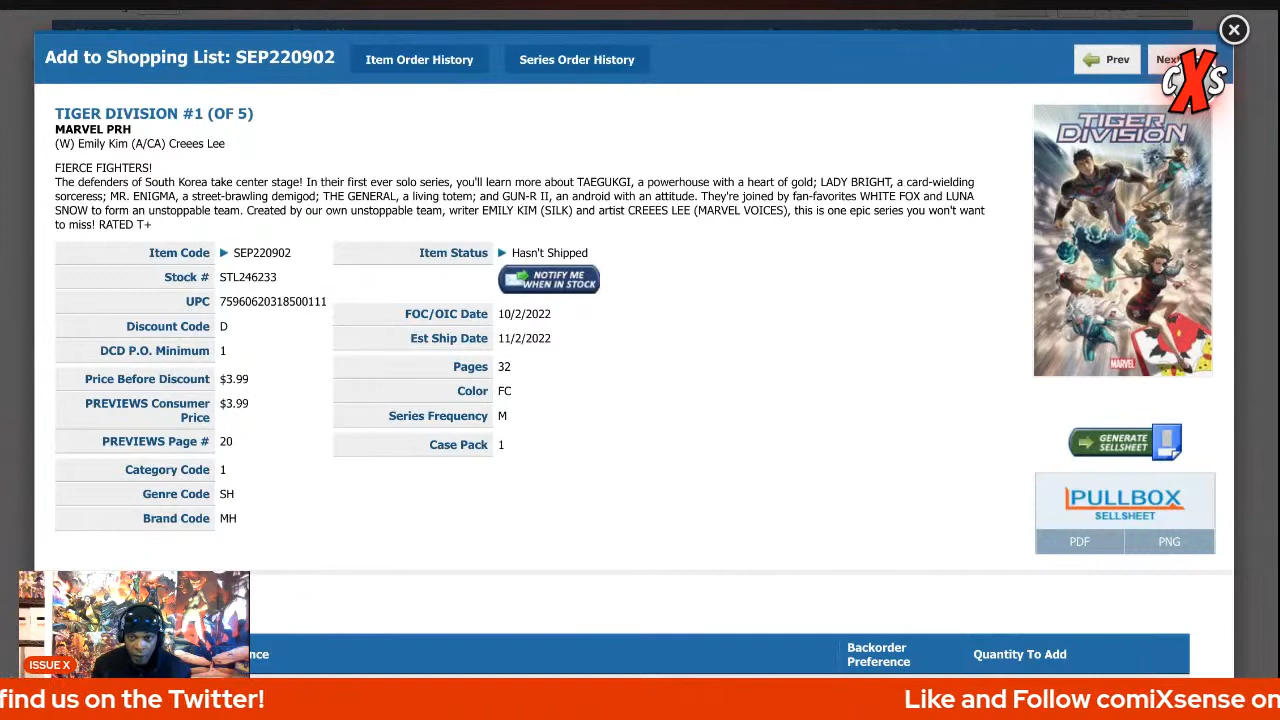 Add to Shopping List: SEP220902
Item Order History
Series Order History
Prev
Next
CXS
TIGER DIVISION #1 (OF 5)
MARVEL PRH
(W) Emily Kim (A/CA) Creees Lee
FIERCE FIGHTERS!
The defenders of South Korea take center stage! In their first ever solo series, you'll learn more about TAEGUKGI, a powerhouse with a heart of gold; LADY BRIGHT, a card-wielding
sorceress; MR. ENIGMA, a street-brawling demigod; THE GENERAL, a living totem; and GUN-R II, an android with an attitude. They're joined by fan-favorites WHITE FOX and LUNA
SNOW to form an unstoppable team. Created by our own unstoppable team, writer EMILY KIM (SILK) and artist CREEES LEE (MARVEL VOICES), this is one epic series you won't want
to miss! RATED T+
Item Code SEP220902
Stock # STL246233
UPC 75960620318500111
Discount Code D
DCD P.O. Minimum 1
Price Before Discount $3.99
PREVIEWS Consumer $3.99
Price
PREVIEWS Page # 20
Category Code 1
Genre Code SH
Brand Code MH
Item Status Hasn't Shipped
NOTIFY ME
WHEN IN STOCK
FOC/OIC Date 10/2/2022
Est Ship Date 11/2/2022
Pages 32
Color FC
Series Frequency M
Case Pack 1
TIGER
DIVISION
MARVEL
GENERATE
SELLSHEET
PULLBOX
SELLSHEET
PDF
PNG
ISSUE X
nce
Backorder
Preference
Quantity To Add
find us on the Twitter!
Like and Follow comiXsense on